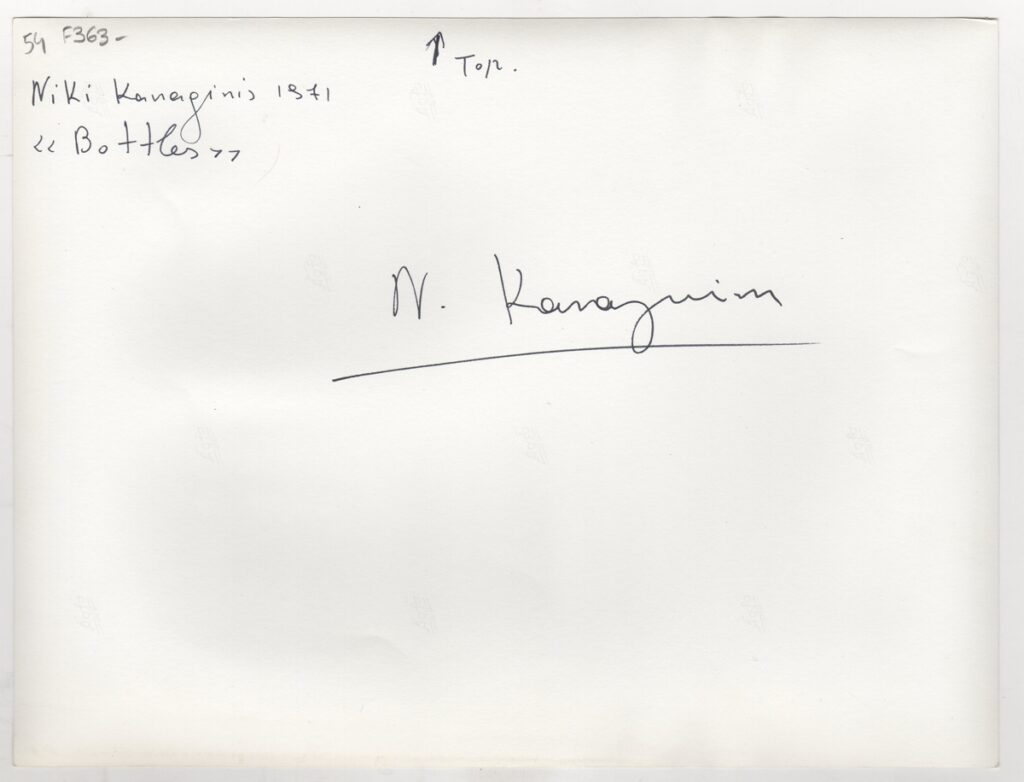 54 F363-
↑ Top.
Niki Kanaginis 1971
<< Bottles >>
N. Kanaginis